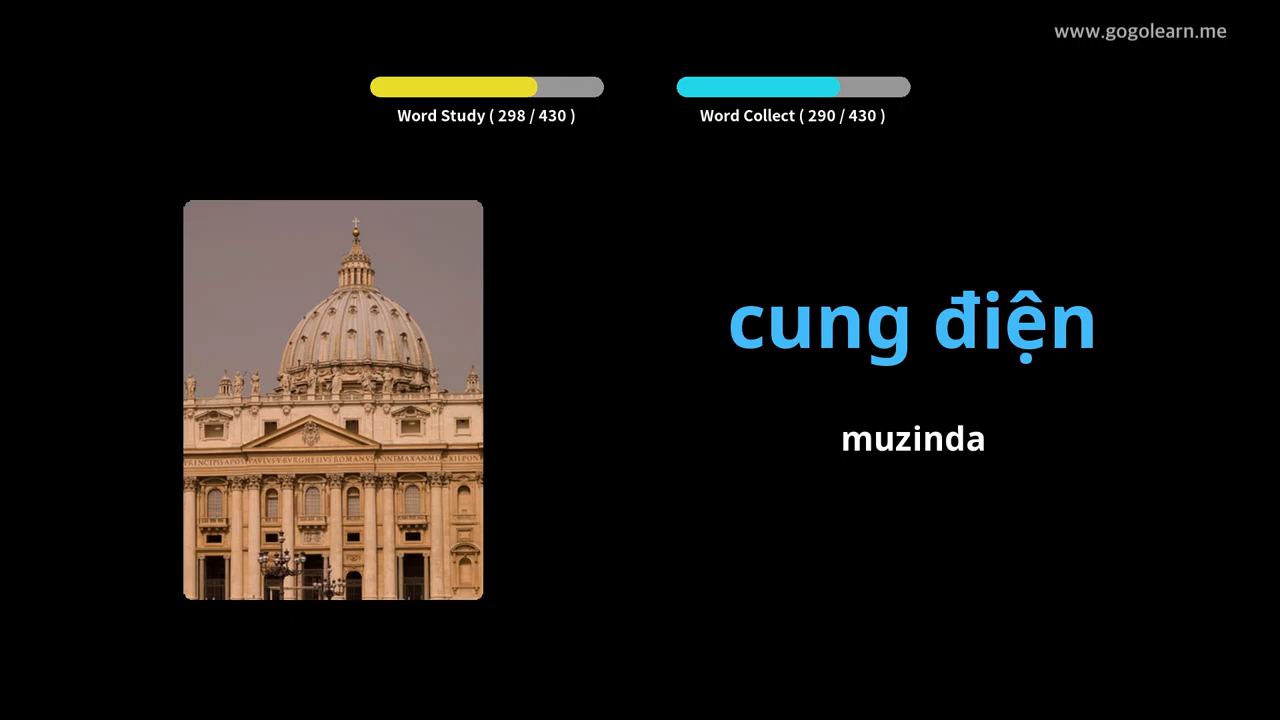 www.gogolearn.me
Word Study ( 298 / 430 )
Word Collect ( 290 / 430 )
cung điện
muzinda